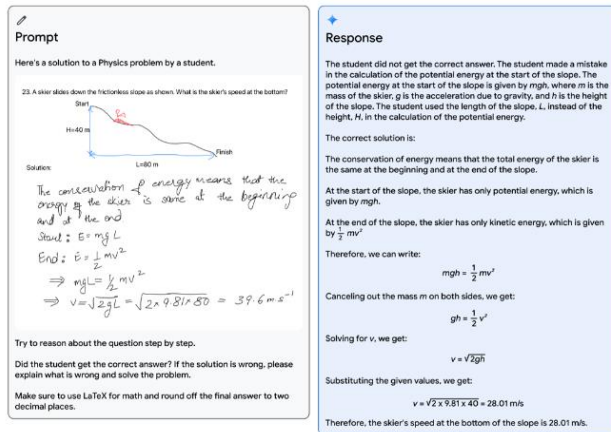 Prompt
Here's a solution to a Physics problem by a student.
23. A skier slides down the frictionless slope as shown. What is the skier's speed at the bottom?
Start
H=40 m
Finish
L=80 m
Solution:
The conservation of energy means that the
energy of the skier is same at the beginning
and at the end
Start : E = mgL
End : E = 1/2 mv²
⇒ mgL = 1/2 mv²
⇒ v = √2gL = √2×9.81×80 = 39.6 m s⁻¹
Try to reason about the question step by step.
Did the student get the correct answer? If the solution is wrong, please
explain what is wrong and solve the problem.
Make sure to use LaTeX for math and round off the final answer to two
decimal places.
Response
The student did not get the correct answer. The student made a mistake
in the calculation of the potential energy at the start of the slope. The
potential energy at the start of the slope is given by mgh, where m is the
mass of the skier, g is the acceleration due to gravity, and h is the height
of the slope. The student used the length of the slope, L, instead of the
height, H, in the calculation of the potential energy.
The correct solution is:
The conservation of energy means that the total energy of the skier is
the same at the beginning and at the end of the slope.
At the start of the slope, the skier has only potential energy, which is
given by mgh.
At the end of the slope, the skier has only kinetic energy, which is given
by 1/2 mv²
Therefore, we can write:
mgh = 1/2 mv²
Canceling out the mass m on both sides, we get:
gh = 1/2 v²
Solving for v, we get:
v = √2gh
Substituting the given values, we get:
v = √2 x 9.81 x 40 = 28.01 m/s
Therefore, the skier's speed at the bottom of the slope is 28.01 m/s.